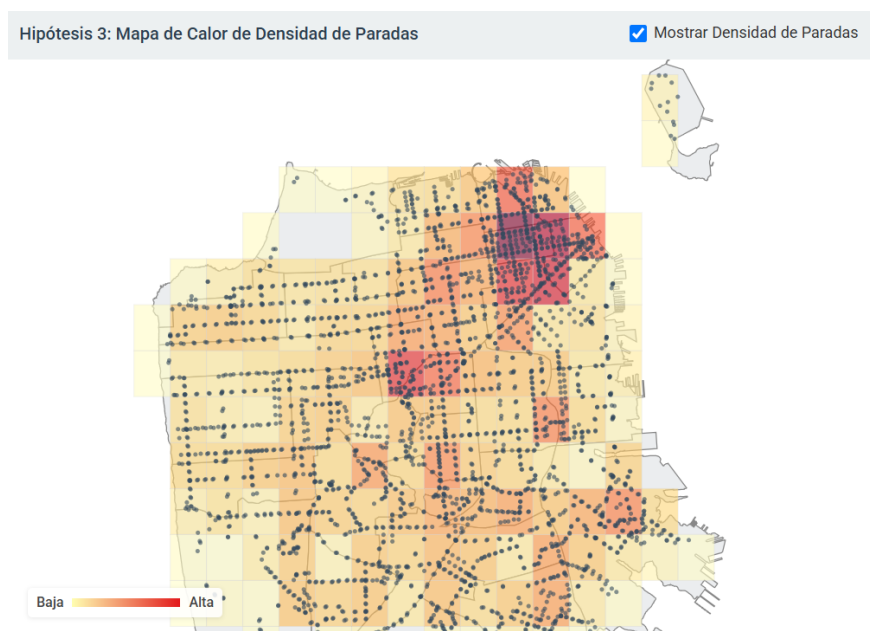 Hipótesis 3: Mapa de Calor de Densidad de Paradas
Mostrar Densidad de Paradas
Baja
Alta